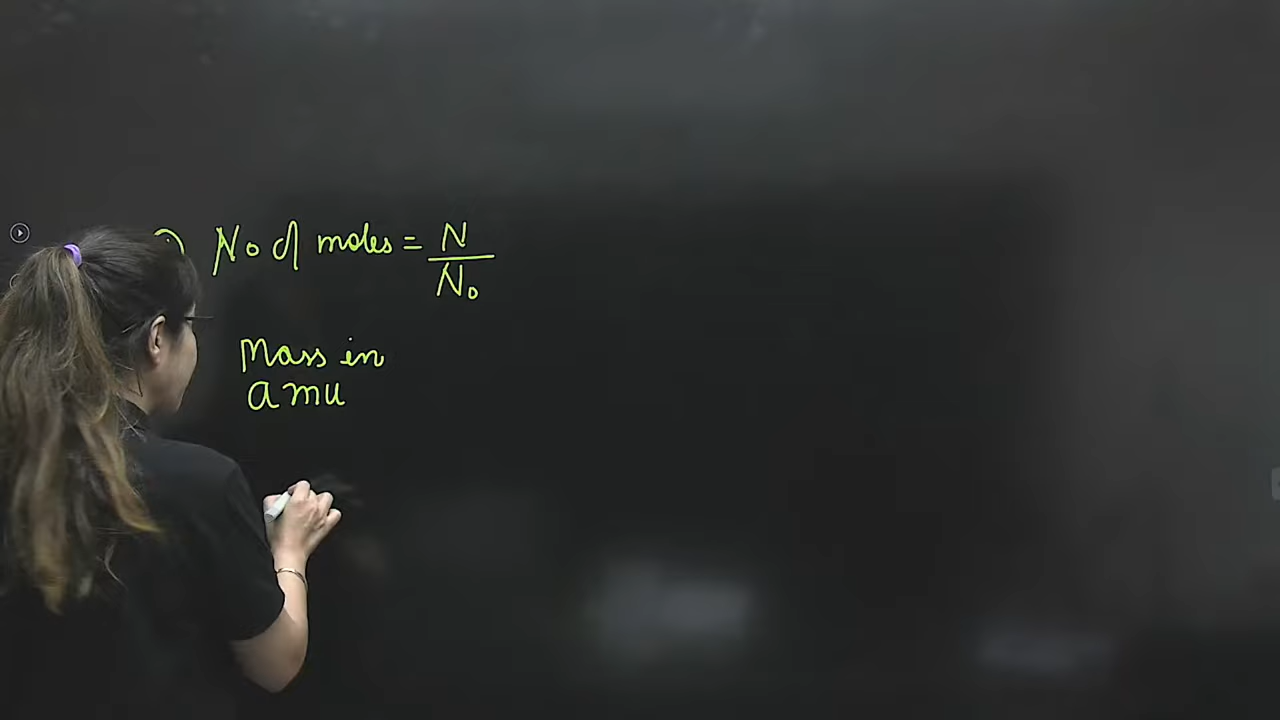 No of moles = N/N₀
Mass in
amu